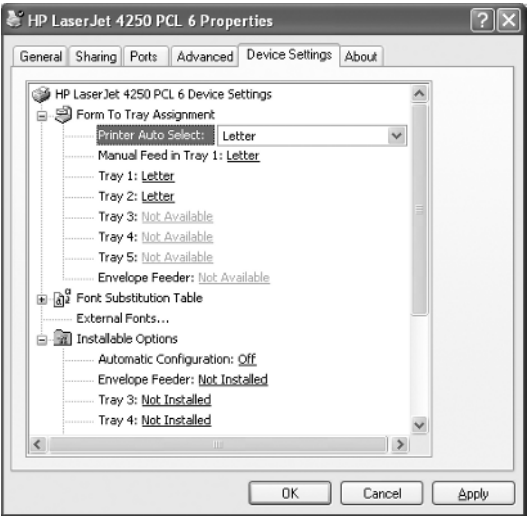 HP LaserJet 4250 PCL 6 Properties
General Sharing Ports Advanced Device Settings About
HP LaserJet 4250 PCL 6 Device Settings
Form To Tray Assignment
Printer Auto Select: Letter
Manual Feed in Tray 1: Letter
Tray 1: Letter
Tray 2: Letter
Tray 3: Not Available
Tray 4: Not Available
Tray 5: Not Available
Envelope Feeder: Not Available
Font Substitution Table
External Fonts...
Installable Options
Automatic Configuration: Off
Envelope Feeder: Not Installed
Tray 3: Not Installed
Tray 4: Not Installed
OK Cancel Apply